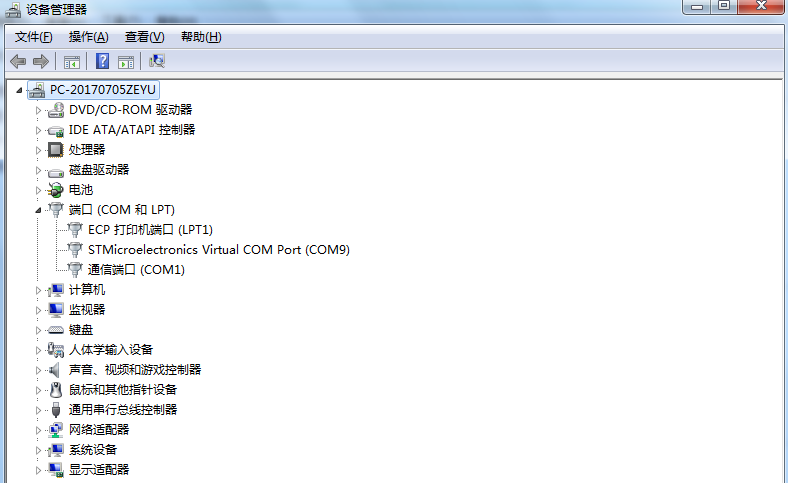 设备管理器
文件(F) 操作(A) 查看(V) 帮助(H)
PC-20170705ZEYU
DVD/CD-ROM 驱动器
IDE ATA/ATAPI 控制器
处理器
磁盘驱动器
电池
端口 (COM 和 LPT)
ECP 打印机端口 (LPT1)
STMicroelectronics Virtual COM Port (COM9)
通信端口 (COM1)
计算机
监视器
键盘
人体学输入设备
声音、视频和游戏控制器
鼠标和其他指针设备
通用串行总线控制器
网络适配器
系统设备
显示适配器